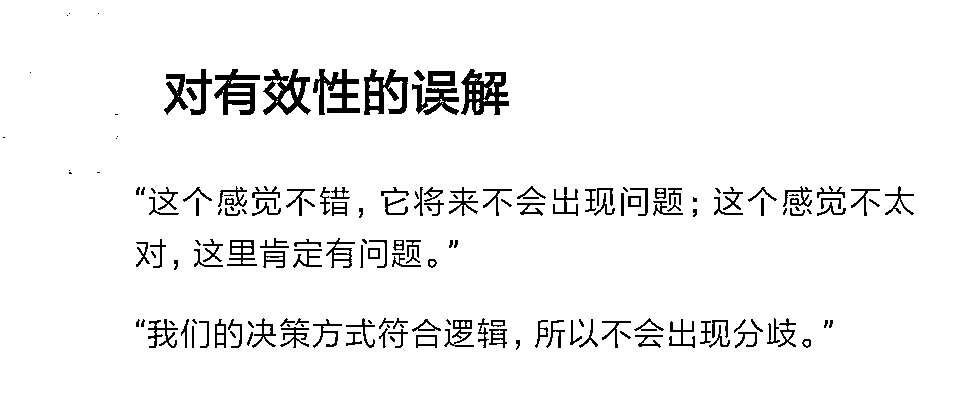 对有效性的误解
“这个感觉不错，它将来不会出现问题；这个感觉不太
对，这里肯定有问题。”
“我们的决策方式符合逻辑，所以不会出现分歧。”